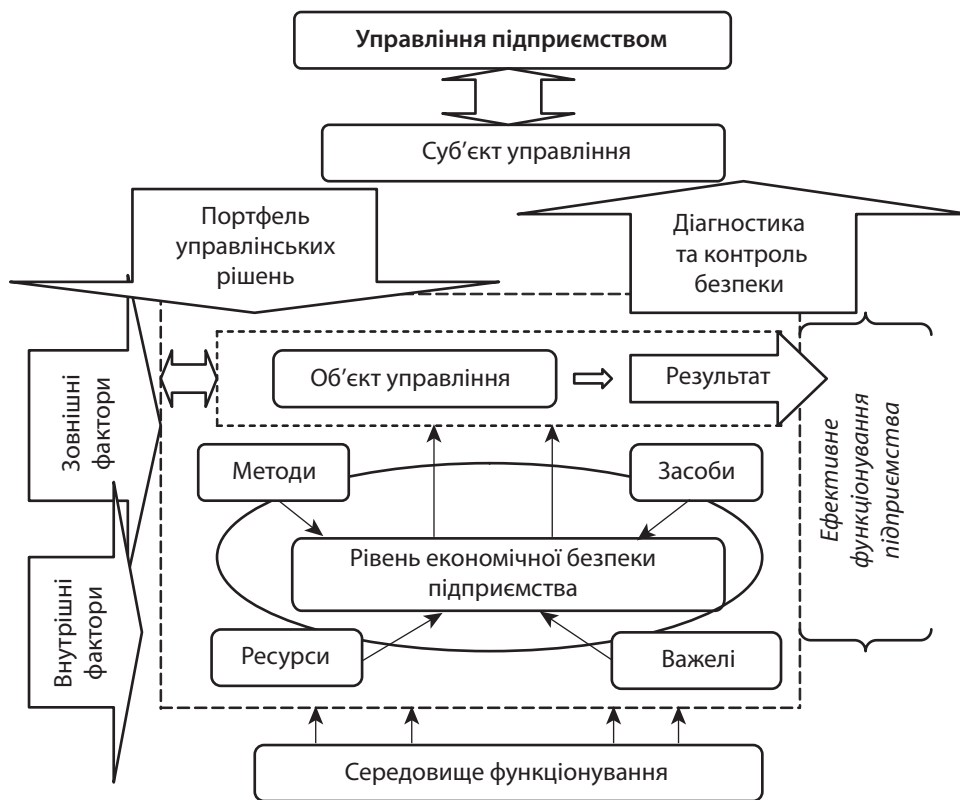 Управління підприємством
Суб’єкт управління
Портфель
управлінських
рішень
Діагностика
та контроль
безпеки
Зовнішні
фактори
Об’єкт управління
Результат
Ефективне
функціонування
підприємства
Методи
Засоби
Рівень економічної безпеки
підприємства
Внутрішні
фактори
Ресурси
Важелі
Середовище функціонування